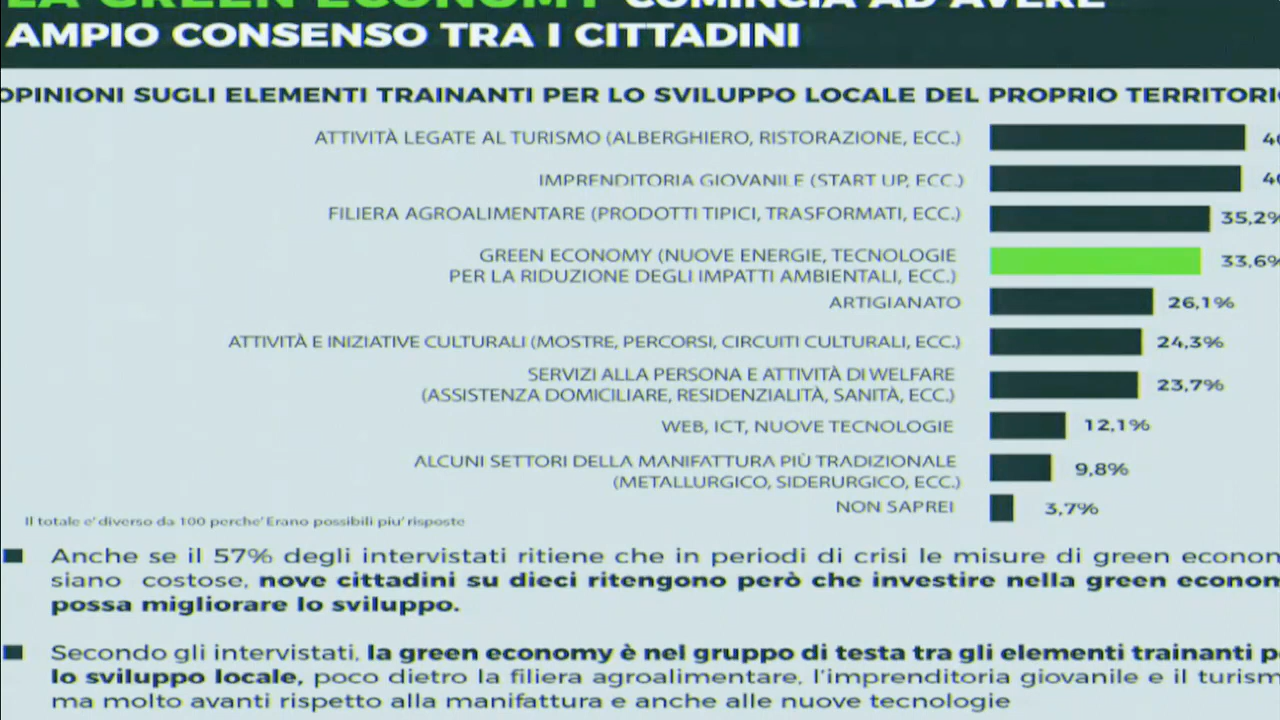 LA GREEN ECONOMY COMINCIA AD AVERE
AMPIO CONSENSO TRA I CITTADINI
OPINIONI SUGLI ELEMENTI TRAINANTI PER LO SVILUPPO LOCALE DEL PROPRIO TERRITORI
ATTIVITÀ LEGATE AL TURISMO (ALBERGHIERO, RISTORAZIONE, ECC.)
IMPRENDITORIA GIOVANILE (START UP, ECC.)
FILIERA AGROALIMENTARE (PRODOTTI TIPICI, TRASFORMATI, ECC.) 35,2%
GREEN ECONOMY (NUOVE ENERGIE, TECNOLOGIE
PER LA RIDUZIONE DEGLI IMPATTI AMBIENTALI, ECC.) 33,6%
ARTIGIANATO 26,1%
ATTIVITÀ E INIZIATIVE CULTURALI (MOSTRE, PERCORSI, CIRCUITI CULTURALI, ECC.) 24,3%
SERVIZI ALLA PERSONA E ATTIVITÀ DI WELFARE
(ASSISTENZA DOMICILIARE, RESIDENZIALITÀ, SANITÀ, ECC.) 23,7%
WEB, ICT, NUOVE TECNOLOGIE 12,1%
ALCUNI SETTORI DELLA MANIFATTURA PIÙ TRADIZIONALE
(METALLURGICO, SIDERURGICO, ECC.) 9,8%
NON SAPREI 3,7%
Il totale e' diverso da 100 perche' Erano possibili piu' risposte
Anche se il 57% degli intervistati ritiene che in periodi di crisi le misure di green econom
siano costose, nove cittadini su dieci ritengono però che investire nella green econom
possa migliorare lo sviluppo.
Secondo gli intervistati, la green economy è nel gruppo di testa tra gli elementi trainanti p
lo sviluppo locale, poco dietro la filiera agroalimentare, l'imprenditoria giovanile e il turism
ma molto avanti rispetto alla manifattura e anche alle nuove tecnologie